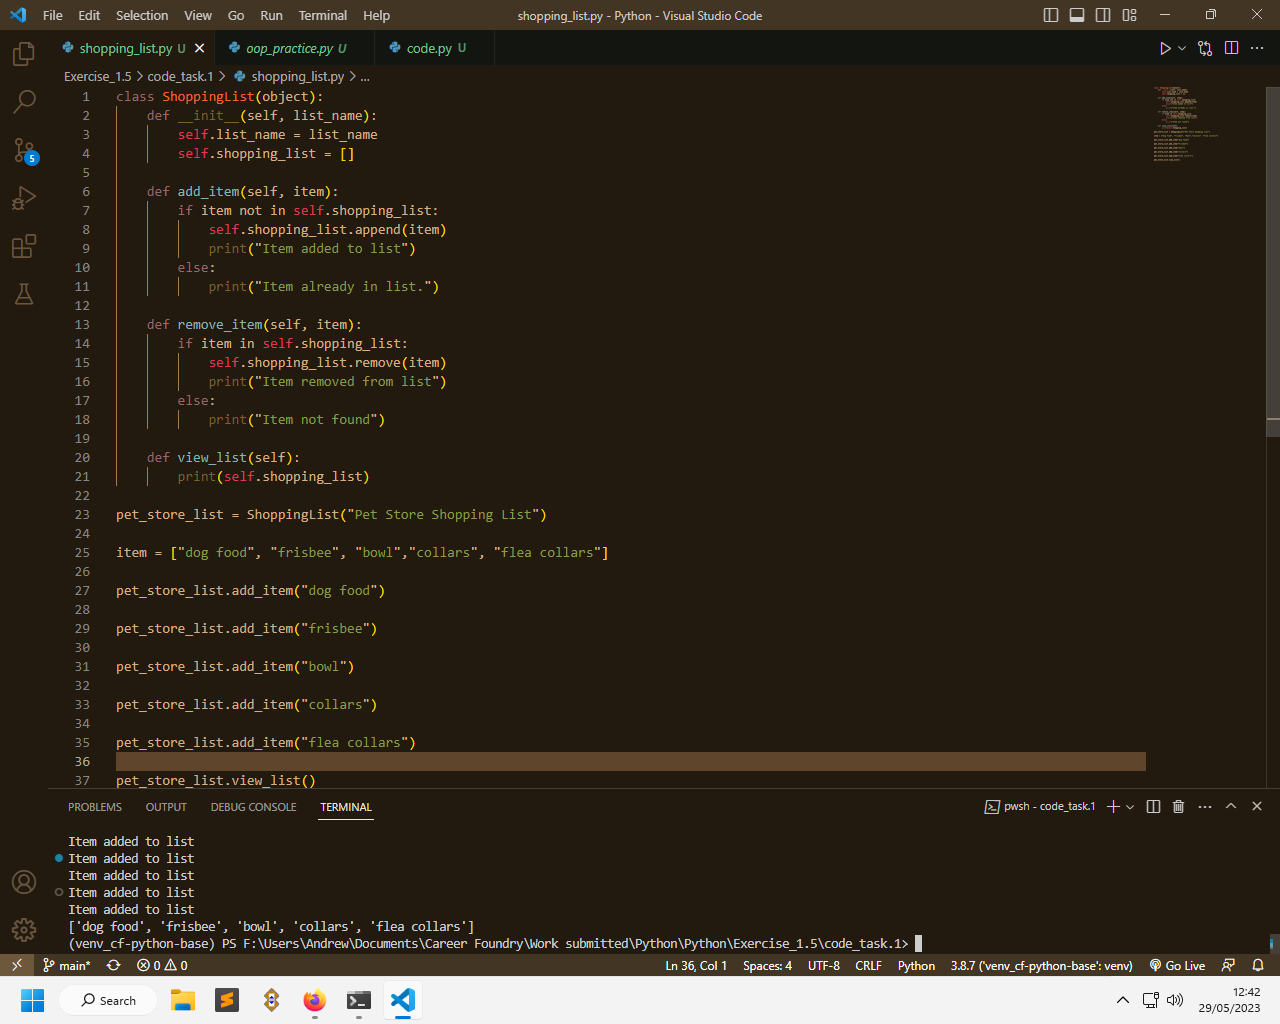 File Edit Selection View Go Run Terminal Help shopping_list.py - Python - Visual Studio Code
shopping_list.py U oop_practice.py U code.py U
Exercise_1.5 > code_task.1 > shopping_list.py > ...
1 class ShoppingList(object):
2     def __init__(self, list_name):
3         self.list_name = list_name
4         self.shopping_list = []
5
6     def add_item(self, item):
7         if item not in self.shopping_list:
8             self.shopping_list.append(item)
9             print("Item added to list")
10         else:
11             print("Item already in list.")
12
13     def remove_item(self, item):
14         if item in self.shopping_list:
15             self.shopping_list.remove(item)
16             print("Item removed from list")
17         else:
18             print("Item not found")
19
20     def view_list(self):
21         print(self.shopping_list)
22
23 pet_store_list = ShoppingList("Pet Store Shopping List")
24
25 item = ["dog food", "frisbee", "bowl","collars", "flea collars"]
26
27 pet_store_list.add_item("dog food")
28
29 pet_store_list.add_item("frisbee")
30
31 pet_store_list.add_item("bowl")
32
33 pet_store_list.add_item("collars")
34
35 pet_store_list.add_item("flea collars")
36
37 pet_store_list.view_list()
5
PROBLEMS OUTPUT DEBUG CONSOLE TERMINAL pwsh - code_task.1
Item added to list
Item added to list
Item added to list
Item added to list
Item added to list
['dog food', 'frisbee', 'bowl', 'collars', 'flea collars']
(venv_cf-python-base) PS F:\Users\Andrew\Documents\Career Foundry\Work submitted\Python\Python\Exercise_1.5\code_task.1>
main* 0 0 Ln 36, Col 1 Spaces: 4 UTF-8 CRLF Python 3.8.7 ('venv_cf-python-base': venv) Go Live
Search 12:42
29/05/2023